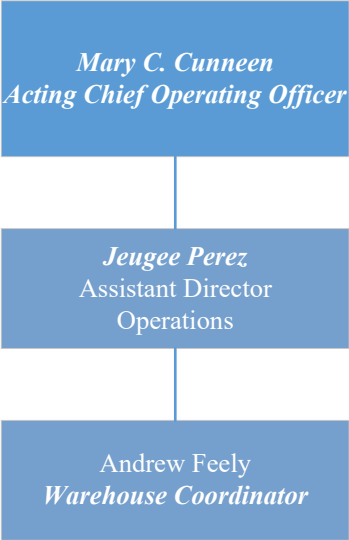 Mary C. Cunneen
Acting Chief Operating Officer
Jeugee Perez
Assistant Director
Operations
Andrew Feely
Warehouse Coordinator